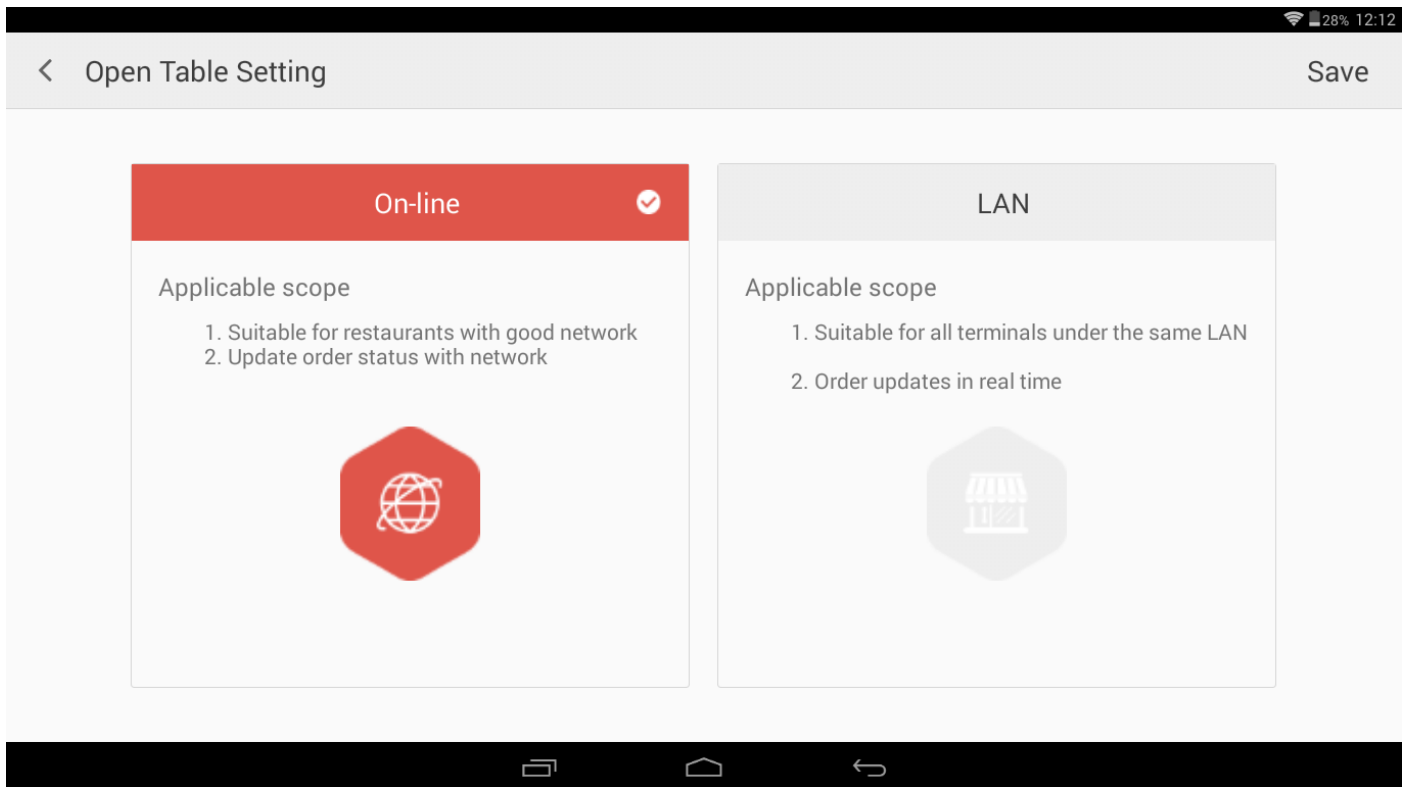 28% 12:12
Open Table Setting
Save
On-line
Applicable scope
1. Suitable for restaurants with good network
2. Update order status with network
LAN
Applicable scope
1. Suitable for all terminals under the same LAN
2. Order updates in real time